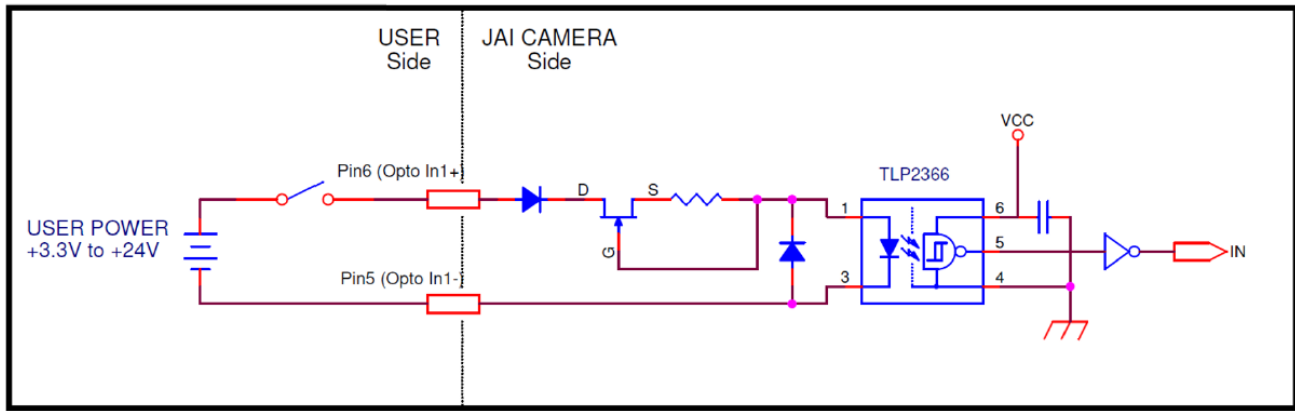 USER
Side
JAI CAMERA
Side
VCC
Pin6 (Opto In1+)
D
S
TLP2366
1
6
USER POWER
+3.3V to +24V
G
5
IN
Pin5 (Opto In1-)
3
4